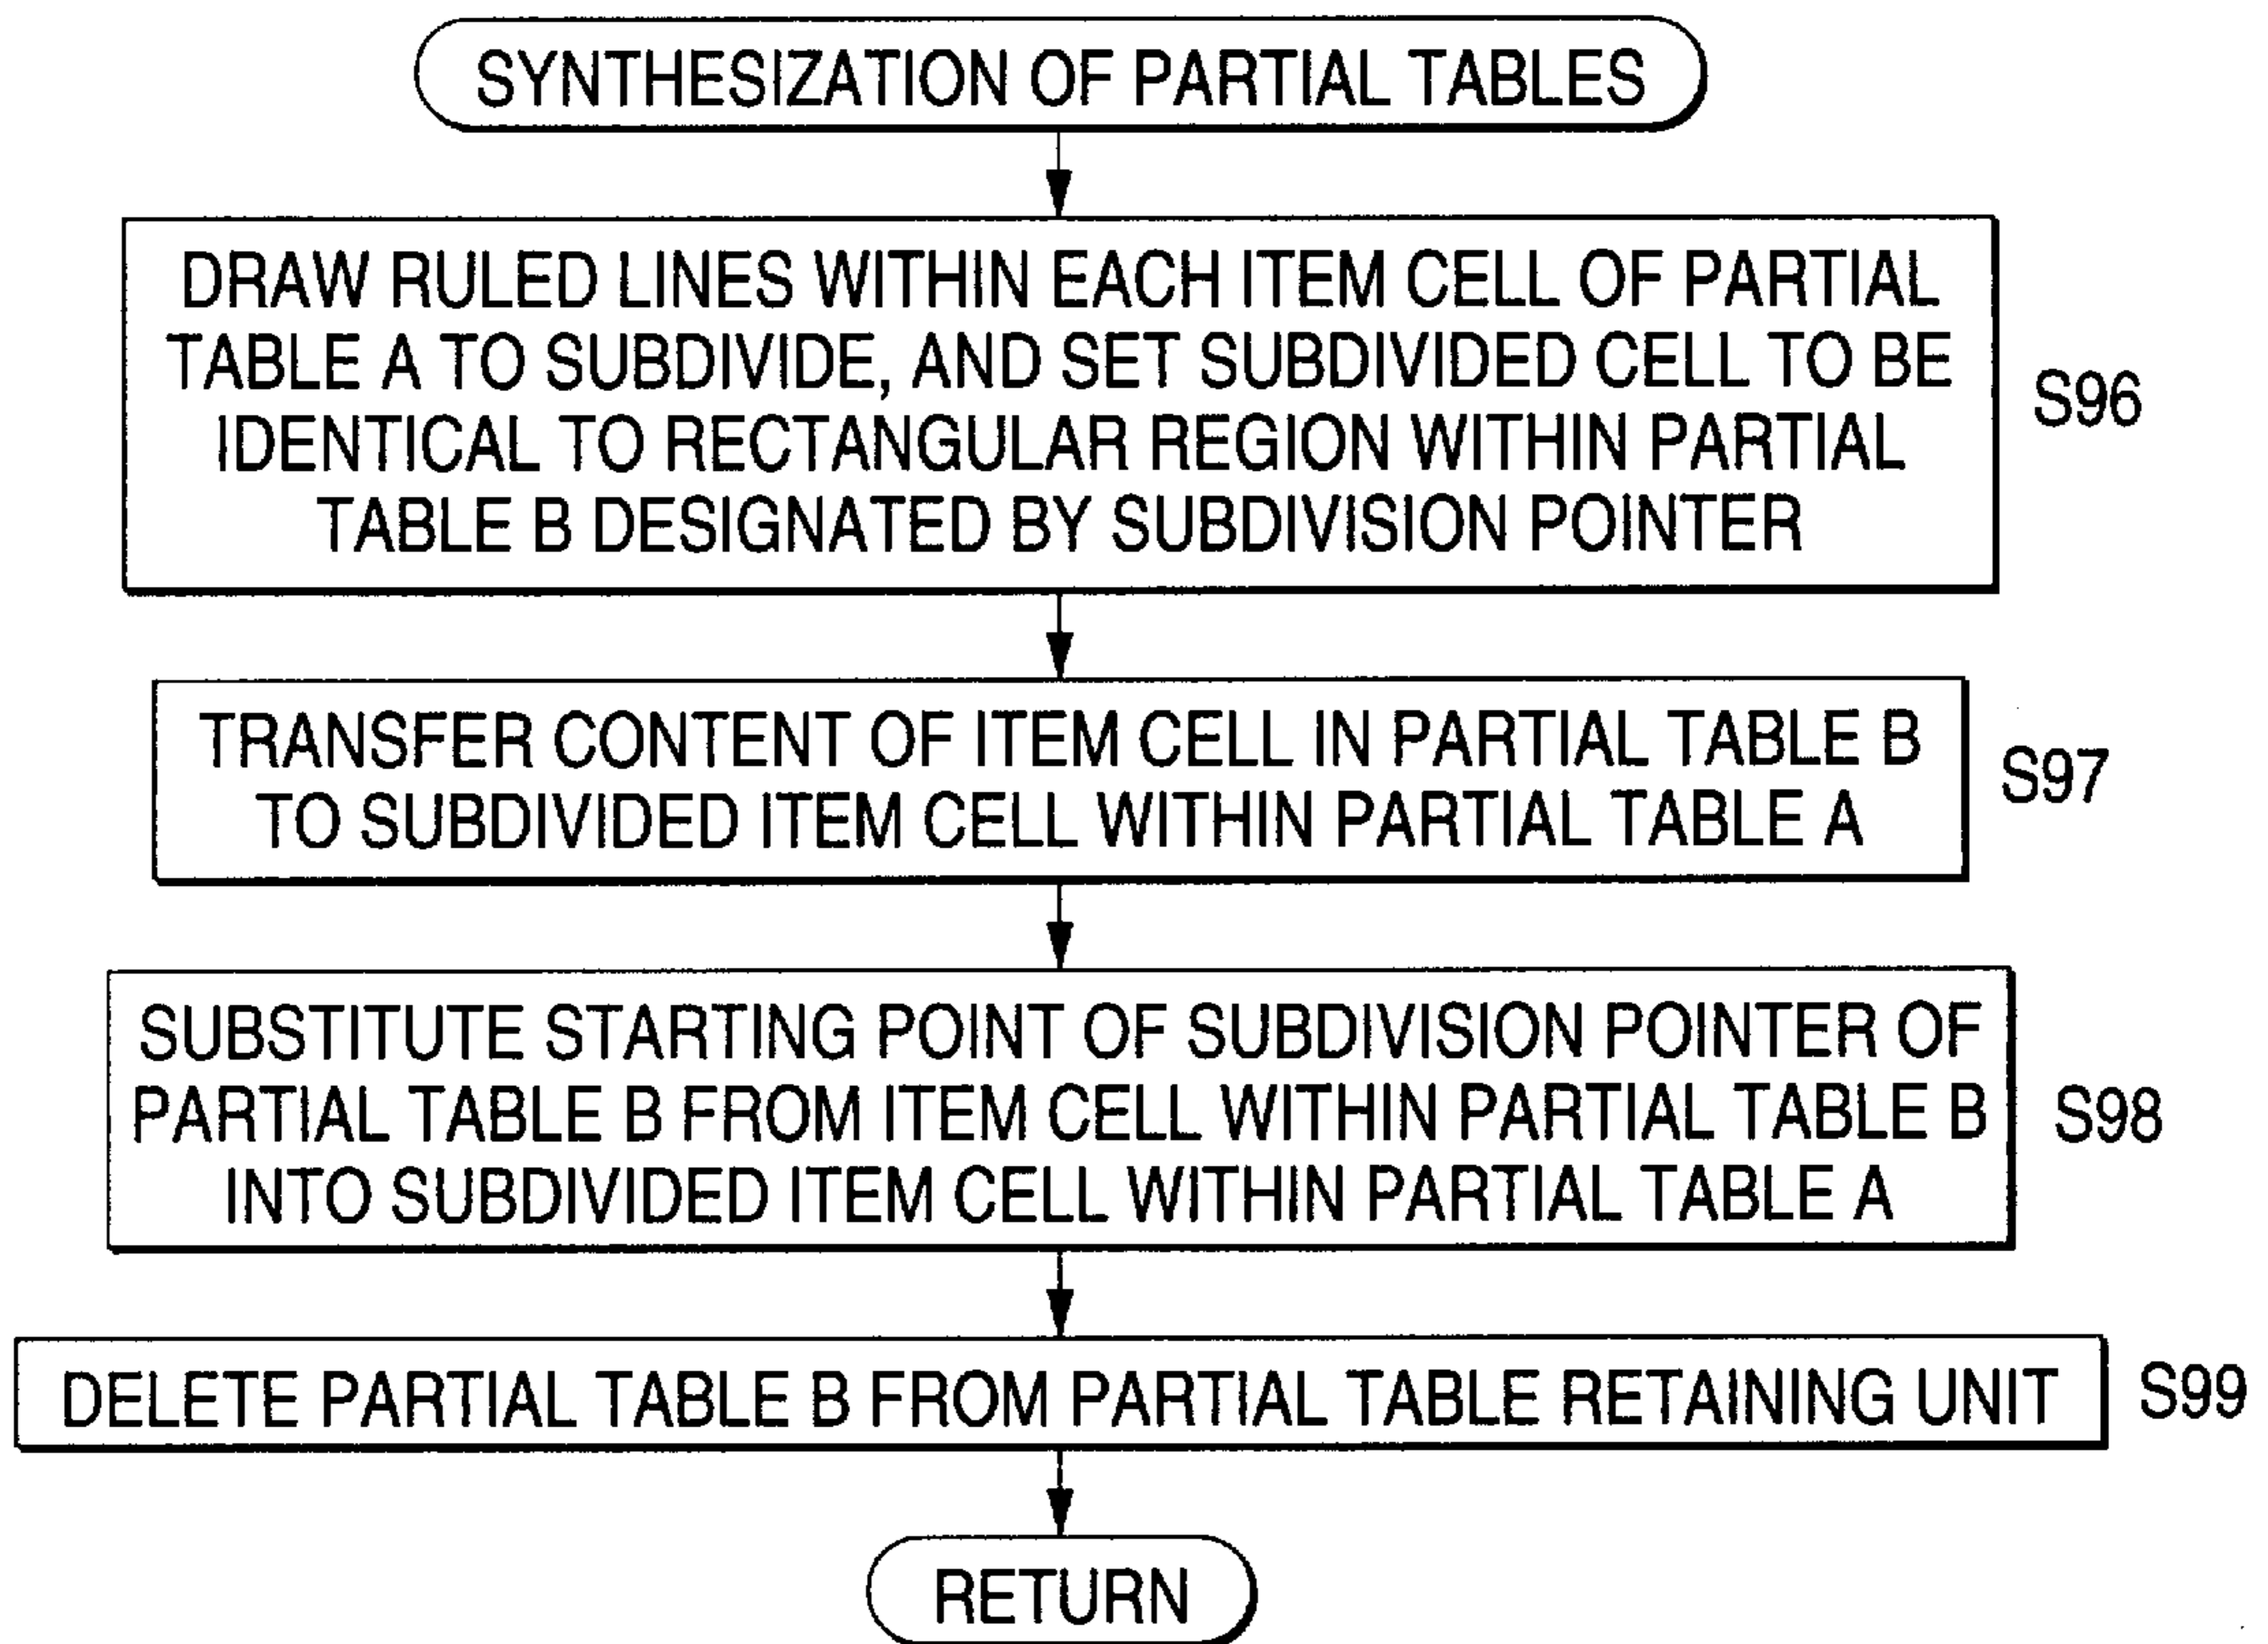 SYNTHESIZATION OF PARTIAL TABLES
DRAW RULED LINES WITHIN EACH ITEM CELL OF PARTIAL
TABLE A TO SUBDIVIDE, AND SET SUBDIVIDED CELL TO BE
IDENTICAL TO RECTANGULAR REGION WITHIN PARTIAL
TABLE B DESIGNATED BY SUBDIVISION POINTER
S96
TRANSFER CONTENT OF ITEM CELL IN PARTIAL TABLE B
TO SUBDIVIDED ITEM CELL WITHIN PARTIAL TABLE A
S97
SUBSTITUTE STARTING POINT OF SUBDIVISION POINTER OF
PARTIAL TABLE B FROM ITEM CELL WITHIN PARTIAL TABLE B
INTO SUBDIVIDED ITEM CELL WITHIN PARTIAL TABLE A
S98
DELETE PARTIAL TABLE B FROM PARTIAL TABLE RETAINING UNIT
S99
RETURN